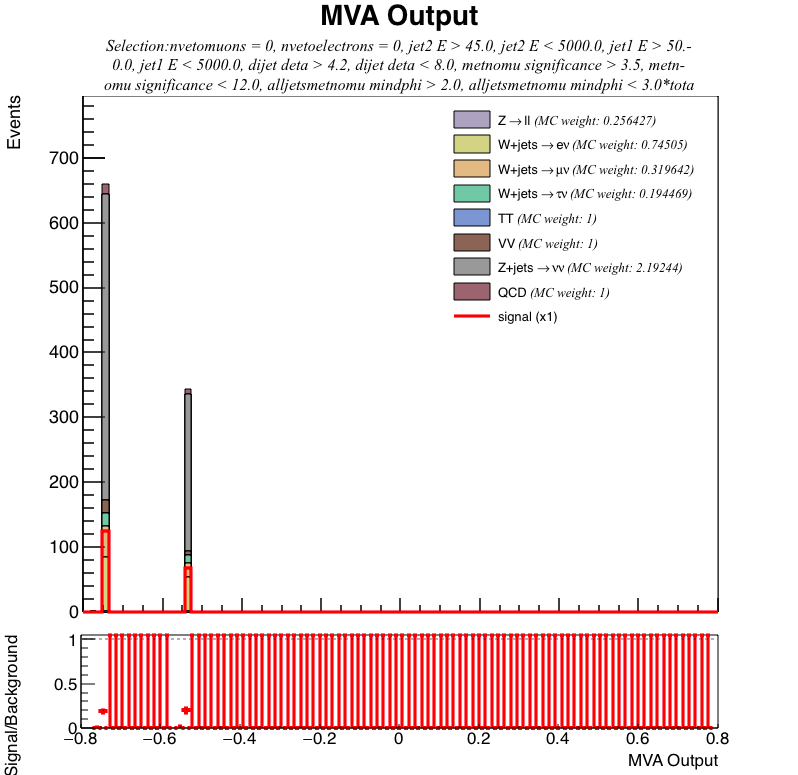 MVA Output
Selection:nvetomuons = 0, nvetoelectrons = 0, jet2 E > 45.0, jet2 E < 5000.0, jet1 E > 50.-
0.0, jet1 E < 5000.0, dijet deta > 4.2, dijet deta < 8.0, metnomu significance > 3.5, metn-
omu significance < 12.0, alljetsmetnomu mindphi > 2.0, alljetsmetnomu mindphi < 3.0*tota
Events
Z→ll (MC weight: 0.256427)
W+jets→eν (MC weight: 0.74505)
W+jets→μν (MC weight: 0.319642)
W+jets→τν (MC weight: 0.194469)
TT (MC weight: 1)
VV (MC weight: 1)
Z+jets→νν (MC weight: 2.19244)
QCD (MC weight: 1)
signal (x1)
700
600
500
400
300
200
100
0
Signal/Background
1
0.5
0
−0.8 −0.6 −0.4 −0.2 0 0.2 0.4 0.6 0.8
MVA Output